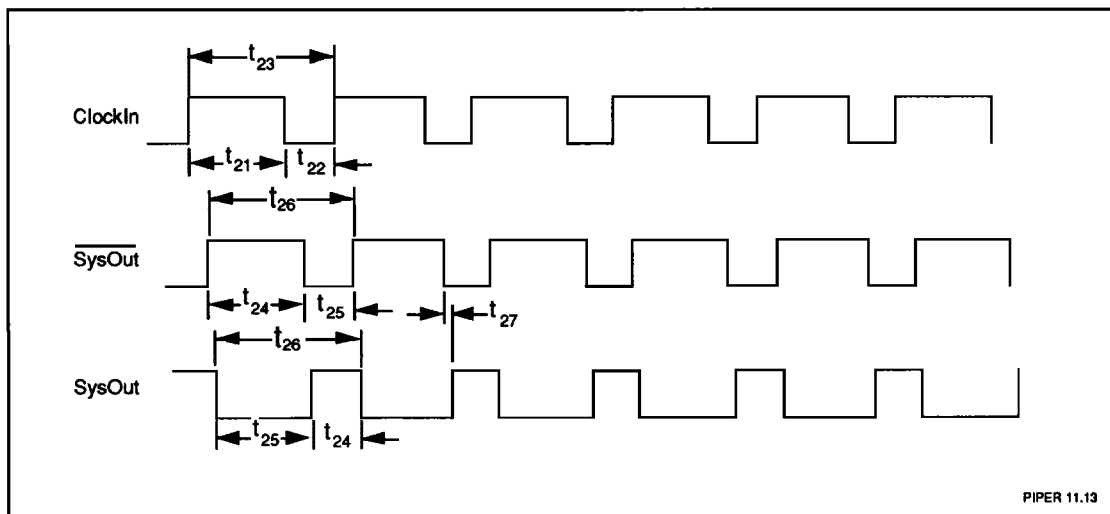 t23
ClockIn
t21 t22
t26
SysOut
t24 t25
t27
t26
SysOut
t25 t24
PIPER 11.13